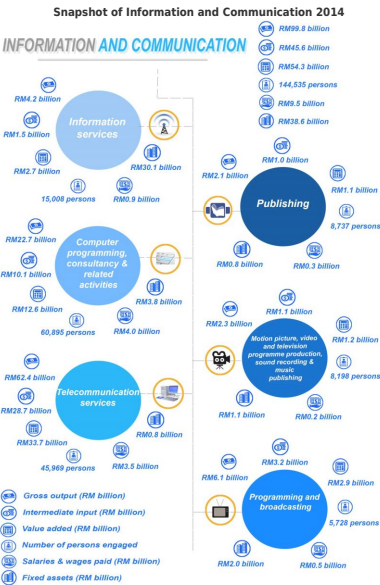 Snapshot of Information and Communication 2014
INFORMATION AND COMMUNICATION
RM99.8 billion
RM45.6 billion
RM54.3 billion
144,535 persons
RM9.5 billion
RM38.6 billion
Information
services
RM4.2 billion
RM1.5 billion
RM2.7 billion
15,008 persons
RM0.9 billion
RM30.1 billion
Publishing
RM2.1 billion
RM1.0 billion
RM1.1 billion
8,737 persons
RM0.3 billion
RM0.8 billion
Computer
programming,
consultancy &
related
activities
RM22.7 billion
RM10.1 billion
RM12.6 billion
60,895 persons
RM4.0 billion
RM3.8 billion
Motion picture, video
and television
programme production,
sound recording &
music
publishing
RM2.3 billion
RM1.1 billion
RM1.2 billion
8,198 persons
RM0.2 billion
RM1.1 billion
Telecommunication
services
RM62.4 billion
RM28.7 billion
RM33.7 billion
45,969 persons
RM3.5 billion
RM0.8 billion
Programming and
broadcasting
RM6.1 billion
RM3.2 billion
RM2.9 billion
5,728 persons
RM0.5 billion
RM2.0 billion
Gross output (RM billion)
Intermediate input (RM billion)
Value added (RM billion)
Number of persons engaged
Salaries & wages paid (RM billion)
Fixed assets (RM billion)